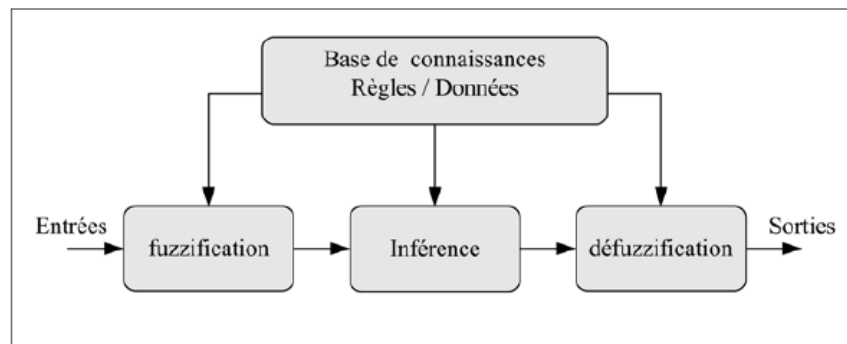 Base de connaissances
Règles / Données
Entrées
fuzzification
Inférence
défuzzification
Sorties